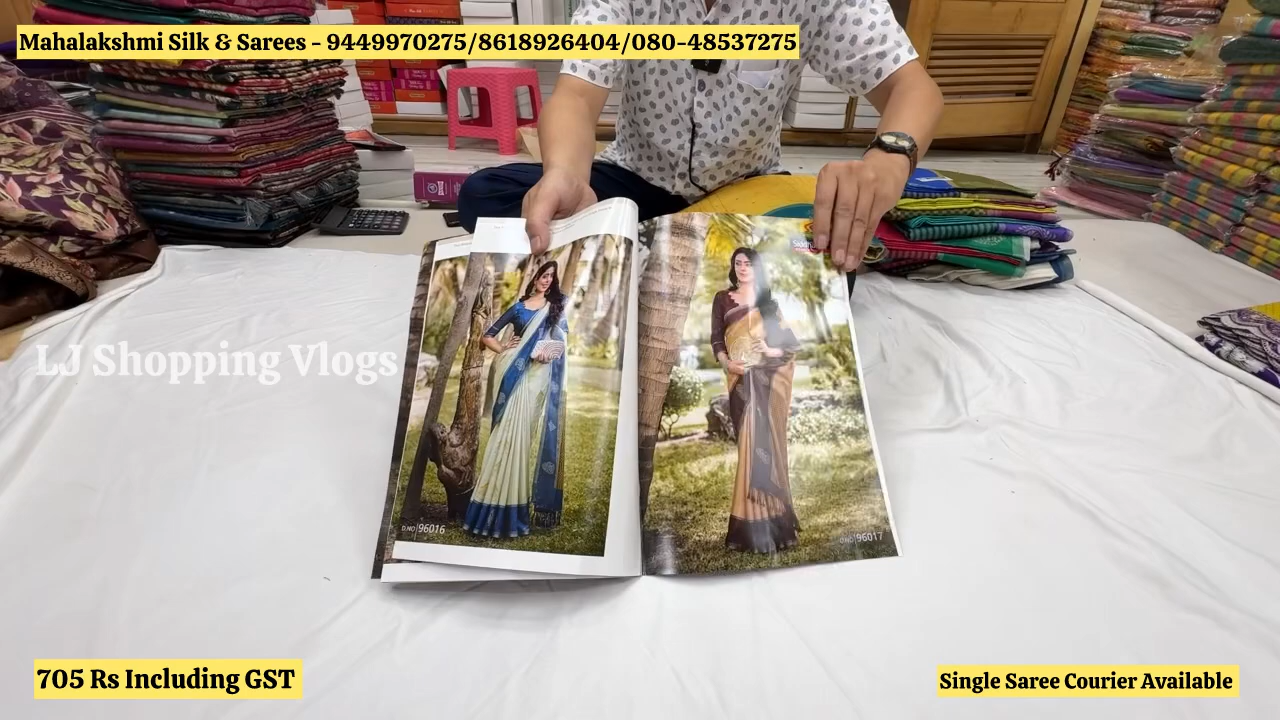 Mahalakshmi Silk & Sarees - 9449970275/8618926404/080-48537275
LJ Shopping Vlogs
D.NO|96016
D.NO|96017
705 Rs Including GST
Single Saree Courier Available